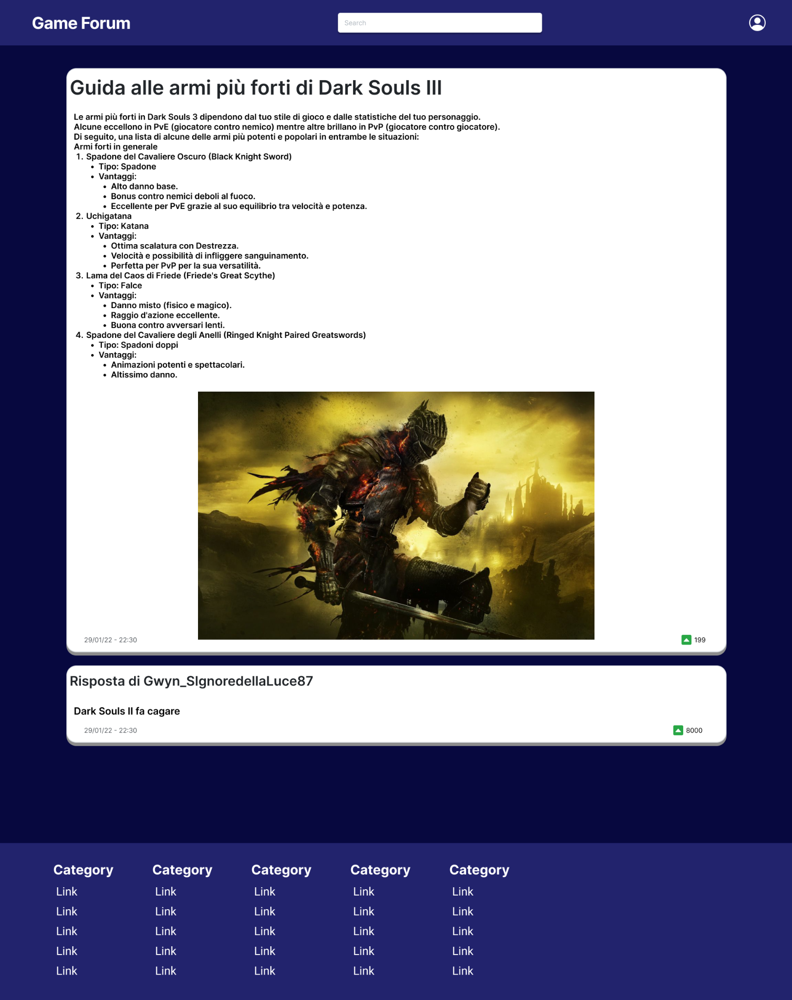 Game Forum
Search
Guida alle armi più forti di Dark Souls III
Le armi più forti in Dark Souls 3 dipendono dal tuo stile di gioco e dalle statistiche del tuo personaggio.
Alcune eccellono in PvE (giocatore contro nemico) mentre altre brillano in PvP (giocatore contro giocatore).
Di seguito, una lista di alcune delle armi più potenti e popolari in entrambe le situazioni:
Armi forti in generale
1. Spadone del Cavaliere Oscuro (Black Knight Sword)
• Tipo: Spadone
• Vantaggi:
• Alto danno base.
• Bonus contro nemici deboli al fuoco.
• Eccellente per PvE grazie al suo equilibrio tra velocità e potenza.
2. Uchigatana
• Tipo: Katana
• Vantaggi:
• Ottima scalatura con Destrezza.
• Velocità e possibilità di infliggere sanguinamento.
• Perfetta per PvP per la sua versatilità.
3. Lama del Caos di Friede (Friede's Great Scythe)
• Tipo: Falce
• Vantaggi:
• Danno misto (fisico e magico).
• Raggio d'azione eccellente.
• Buona contro avversari lenti.
4. Spadone del Cavaliere degli Anelli (Ringed Knight Paired Greatswords)
• Tipo: Spadoni doppi
• Vantaggi:
• Animazioni potenti e spettacolari.
• Altissimo danno.
29/01/22 - 22:30
199
Risposta di Gwyn_SIgnoredellaLuce87
Dark Souls II fa cagare
29/01/22 - 22:30
8000
Category Category Category Category Category
Link Link Link Link Link
Link Link Link Link Link
Link Link Link Link Link
Link Link Link Link Link
Link Link Link Link Link